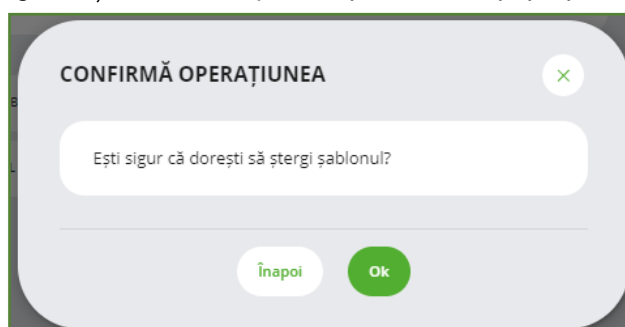 CONFIRMĂ OPERAȚIUNEA
Ești sigur că dorești să ștergi șablonul?
Înapoi
Ok